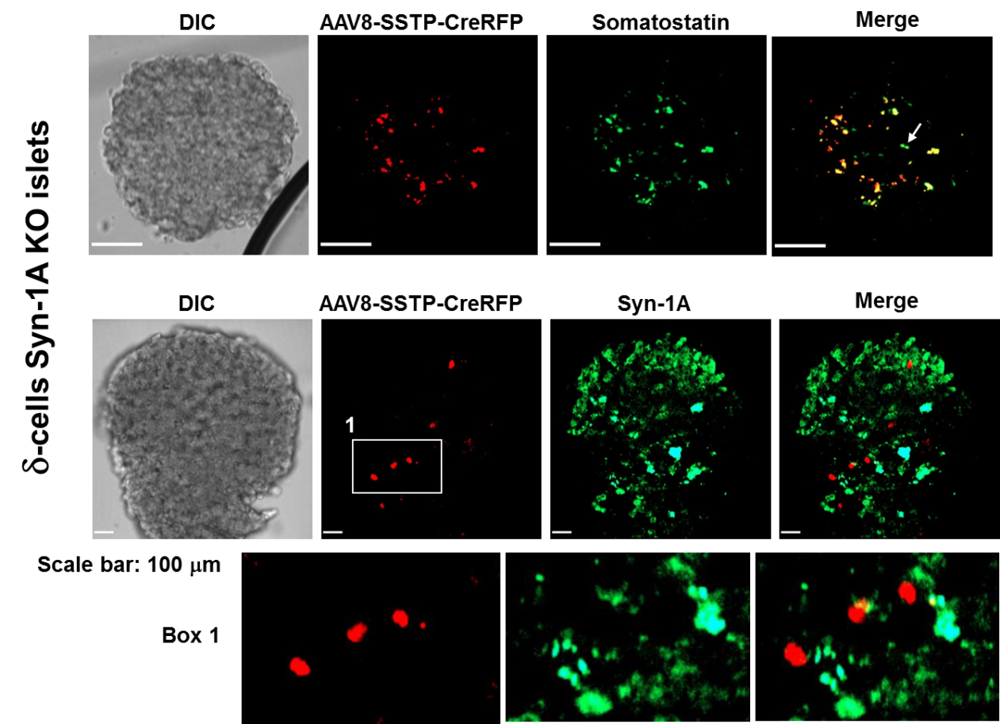 δ-cells Syn-1A KO islets
DIC
AAV8-SSTP-CreRFP
Somatostatin
Merge
DIC
AAV8-SSTP-CreRFP
Syn-1A
Merge
1
Scale bar: 100 μm
Box 1